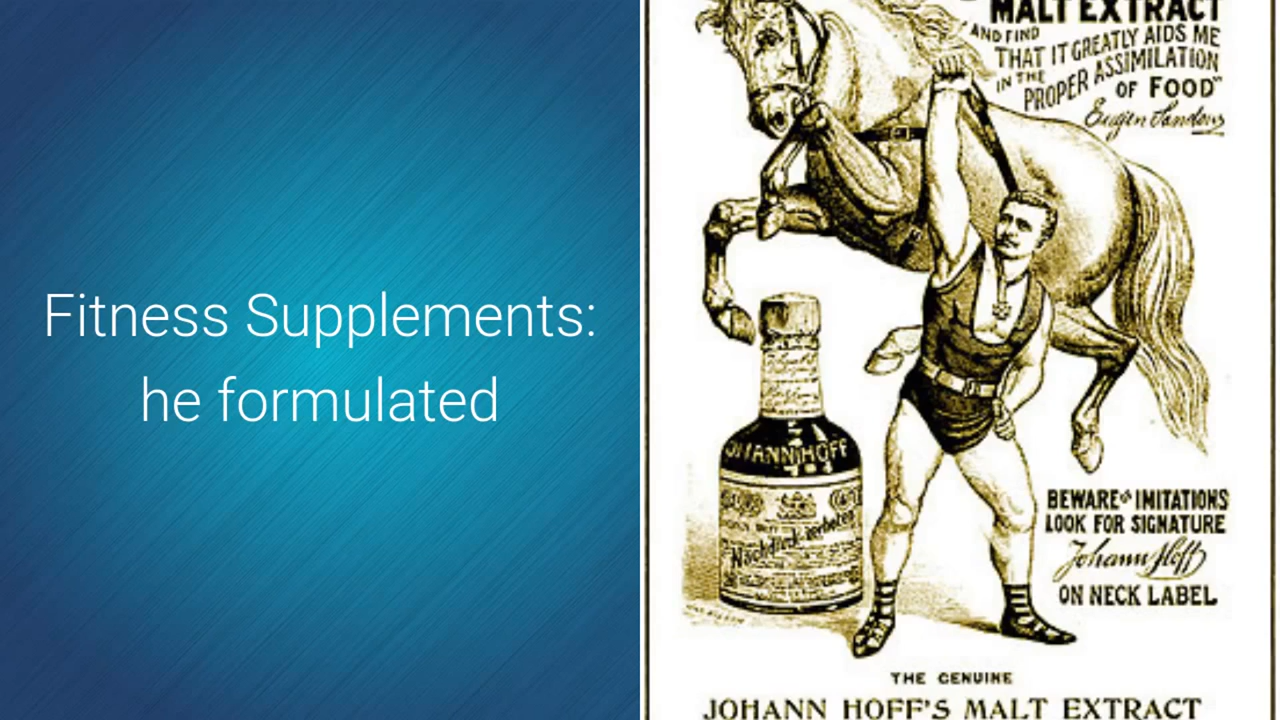 Fitness Supplements:
he formulated
MALT EXTRACT
"AND FIND
THAT IT GREATLY AIDS ME
IN THE
PROPER ASSIMILATION
OF FOOD"
Eugen Sandow
JOHANN HOFF
Nachdruck verboten
BEWARE OF IMITATIONS
LOOK FOR SIGNATURE
Johann Hoff
ON NECK LABEL
THE GENUINE
JOHANN HOFF'S MALT EXTRACT